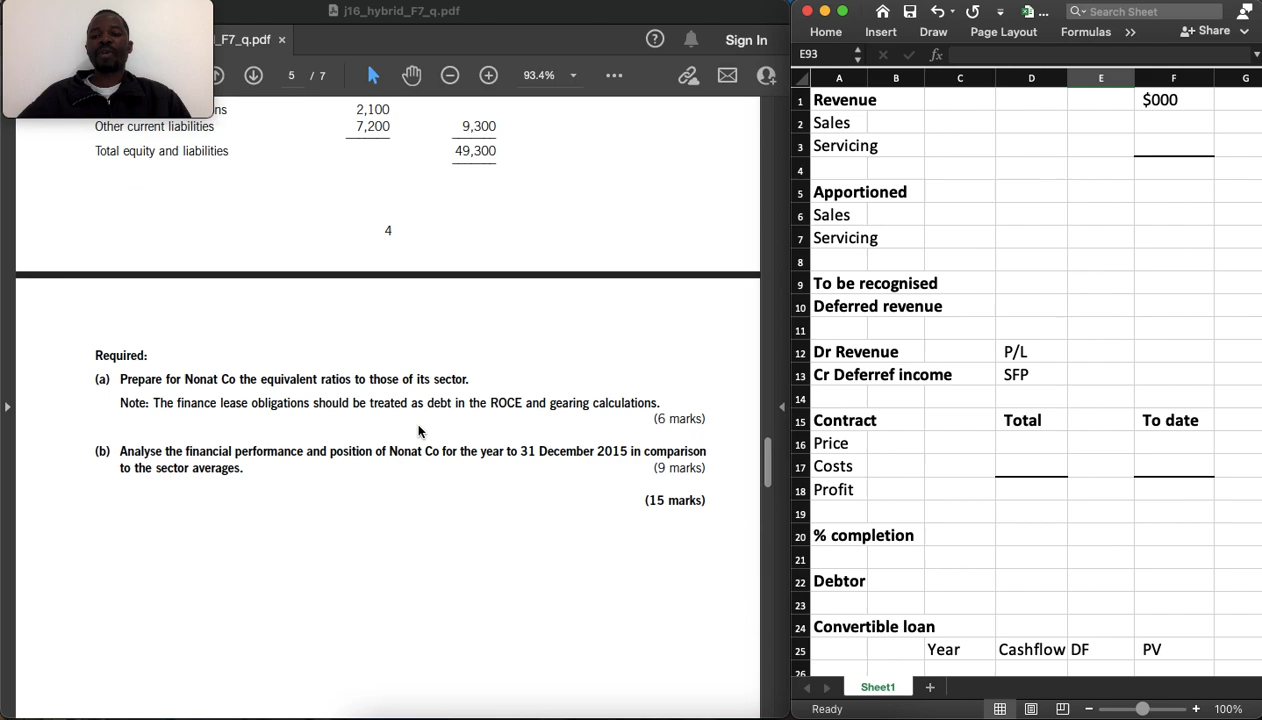 j16_hybrid_F7_q.pdf
_F7_q.pdf ×
Sign In
5 / 7
93.4%
ns 2,100
Other current liabilities 7,200 9,300
Total equity and liabilities 49,300
4
Required:
(a) Prepare for Nonat Co the equivalent ratios to those of its sector.
Note: The finance lease obligations should be treated as debt in the ROCE and gearing calculations.
(6 marks)
(b) Analyse the financial performance and position of Nonat Co for the year to 31 December 2015 in comparison
to the sector averages. (9 marks)
(15 marks)
Search Sheet
Home Insert Draw Page Layout Formulas Share
E93 fx
A B C D E F G
1 Revenue $000
2 Sales
3 Servicing
4
5 Apportioned
6 Sales
7 Servicing
8
9 To be recognised
10 Deferred revenue
11
12 Dr Revenue P/L
13 Cr Deferref income SFP
14
15 Contract Total To date
16 Price
17 Costs
18 Profit
19
20 % completion
21
22 Debtor
23
24 Convertible loan
25 Year Cashflow DF PV
26
Sheet1
Ready 100%